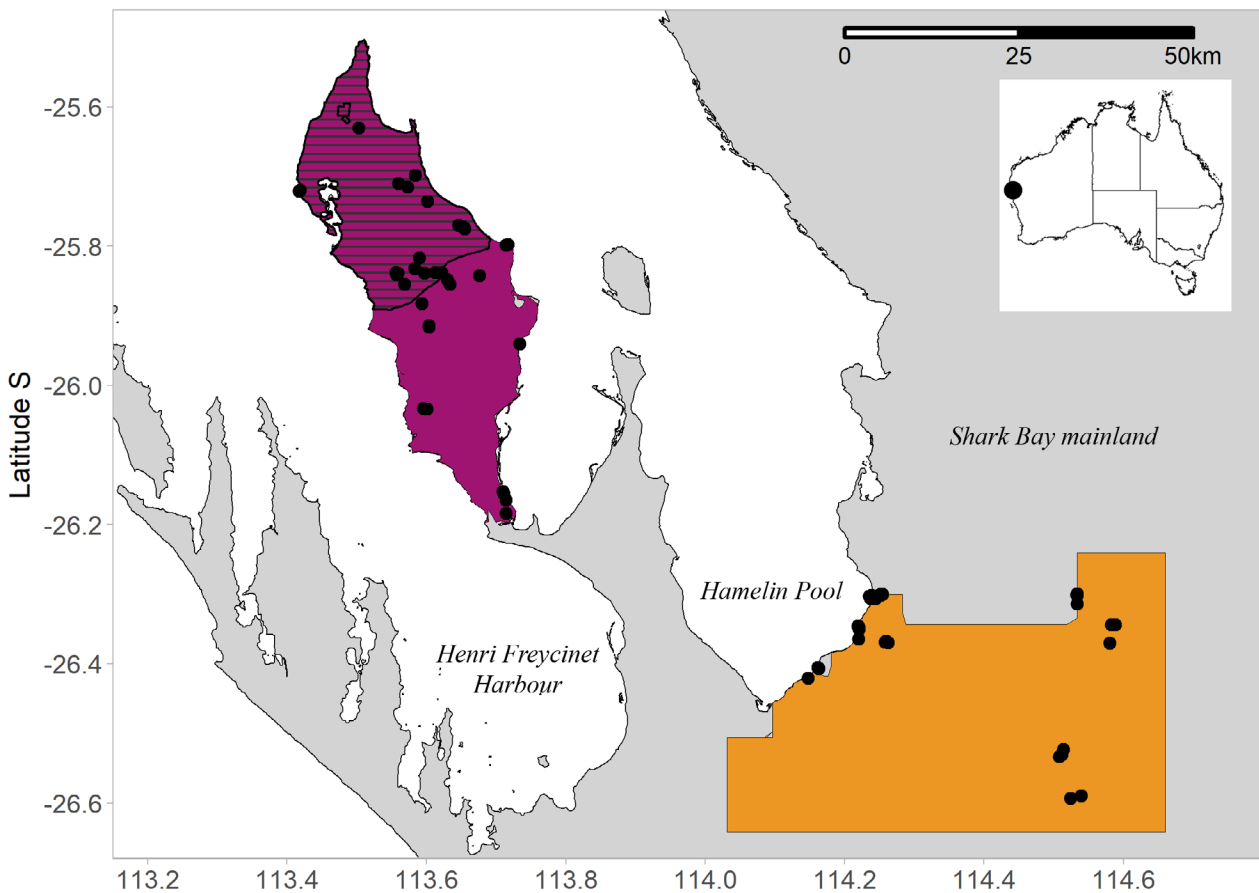 0 25 50km
-25.6
-25.8
Latitude S
-26.0
Shark Bay mainland
-26.2
Hamelin Pool
-26.4
Henri Freycinet
Harbour
-26.6
113.2 113.4 113.6 113.8 114.0 114.2 114.4 114.6